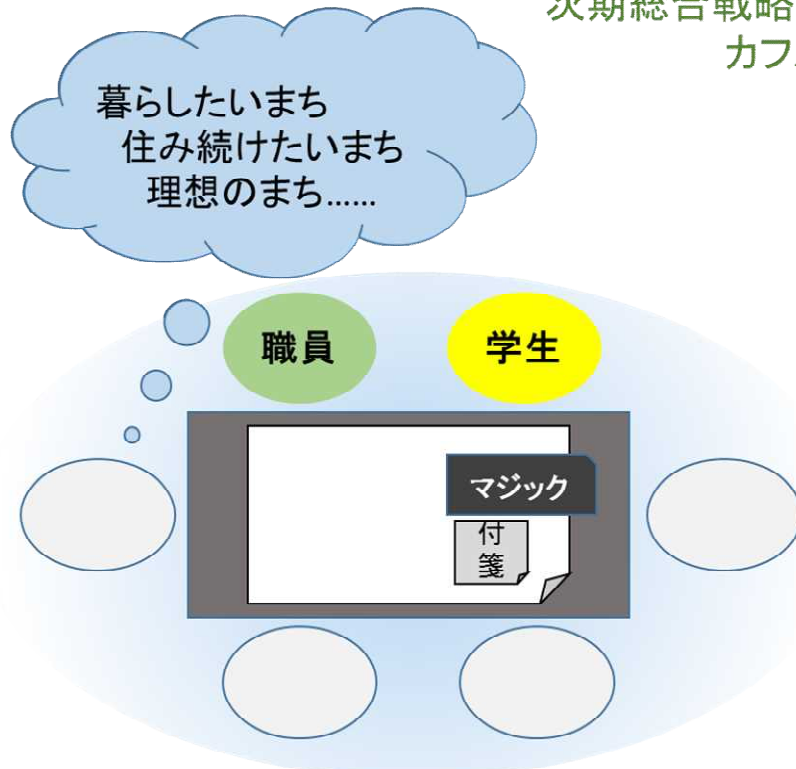 次期総合戦略
カフ
暮らしたいまち
住み続けたいまち
理想のまち……
職員
学生
マジック
付
箋